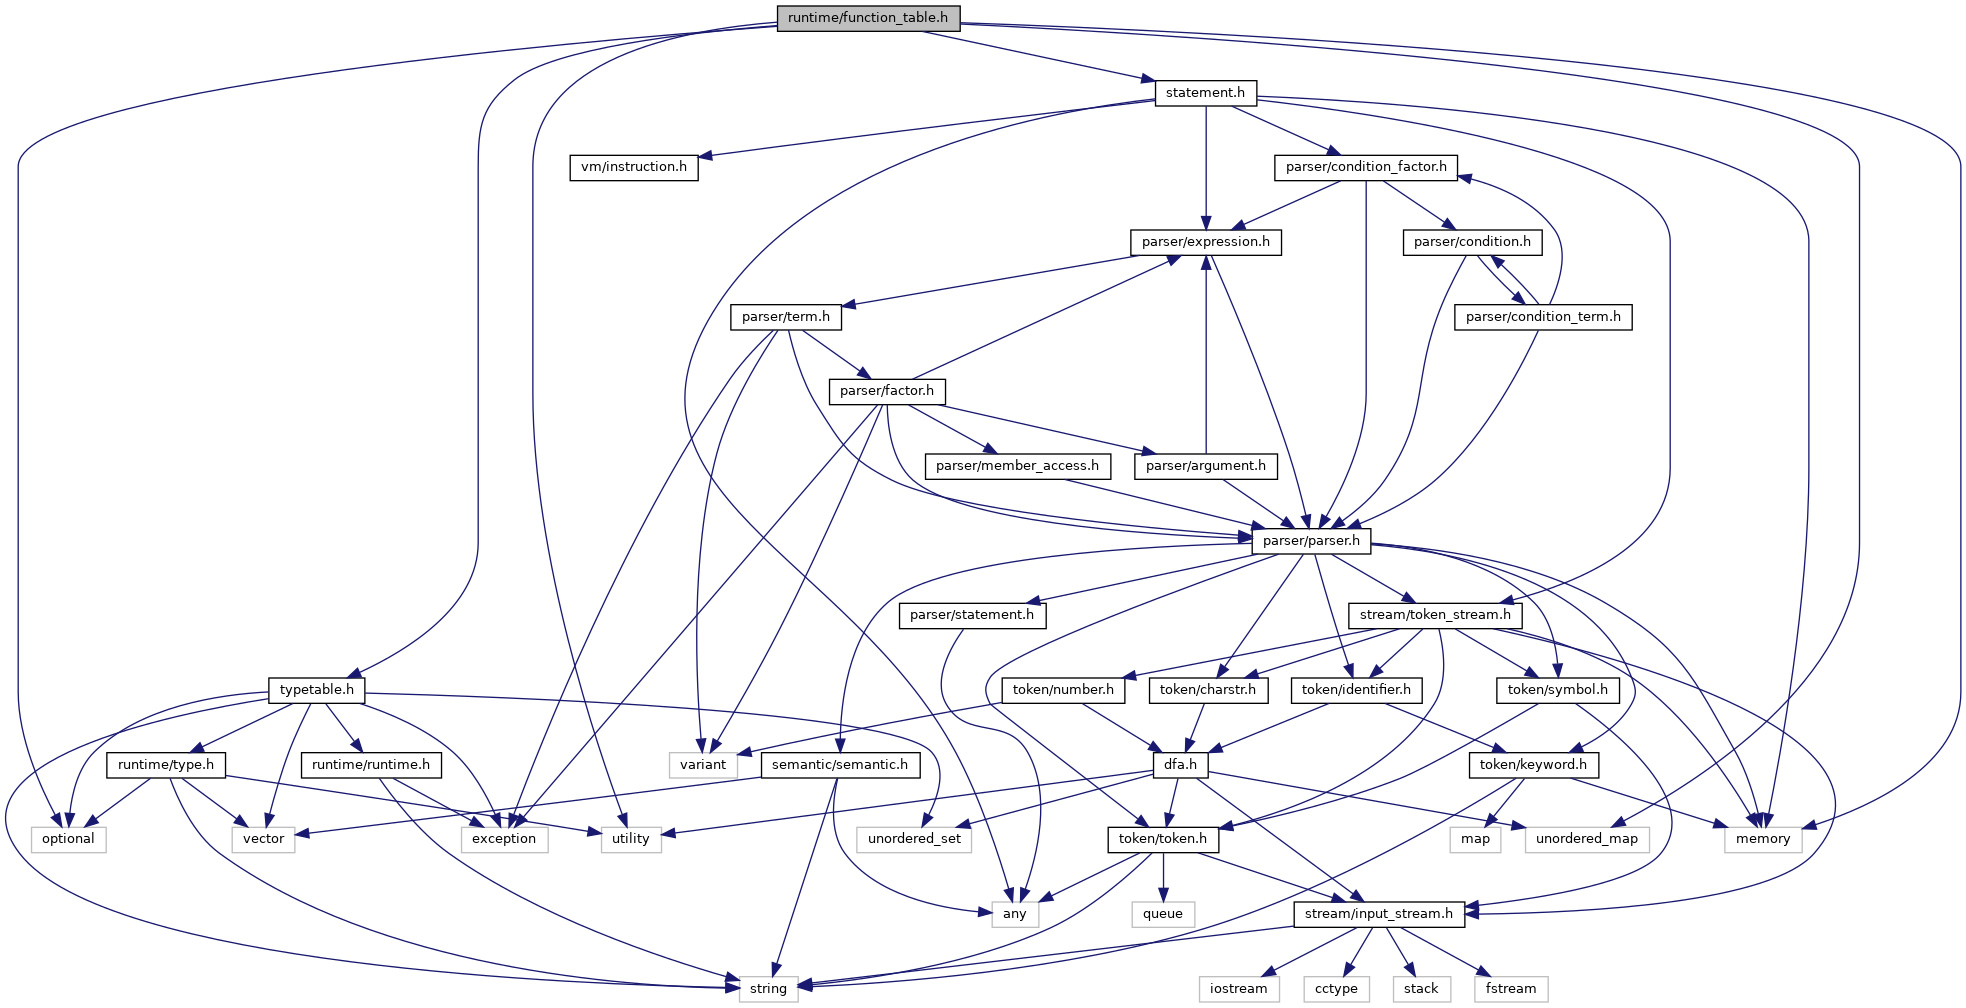 runtime/function_table.h
statement.h
vm/instruction.h
parser/condition_factor.h
parser/expression.h
parser/condition.h
parser/term.h
parser/condition_term.h
parser/factor.h
parser/member_access.h
parser/argument.h
parser/parser.h
parser/statement.h
stream/token_stream.h
typetable.h
token/number.h
token/charstr.h
token/identifier.h
token/symbol.h
runtime/type.h
runtime/runtime.h
variant
semantic/semantic.h
dfa.h
token/keyword.h
optional
vector
exception
utility
unordered_set
token/token.h
map
unordered_map
memory
any
queue
stream/input_stream.h
string
iostream
cctype
stack
fstream